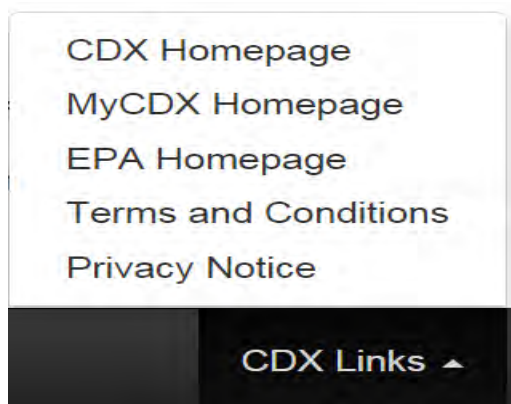 CDX Homepage
MyCDX Homepage
EPA Homepage
Terms and Conditions
Privacy Notice
CDX Links